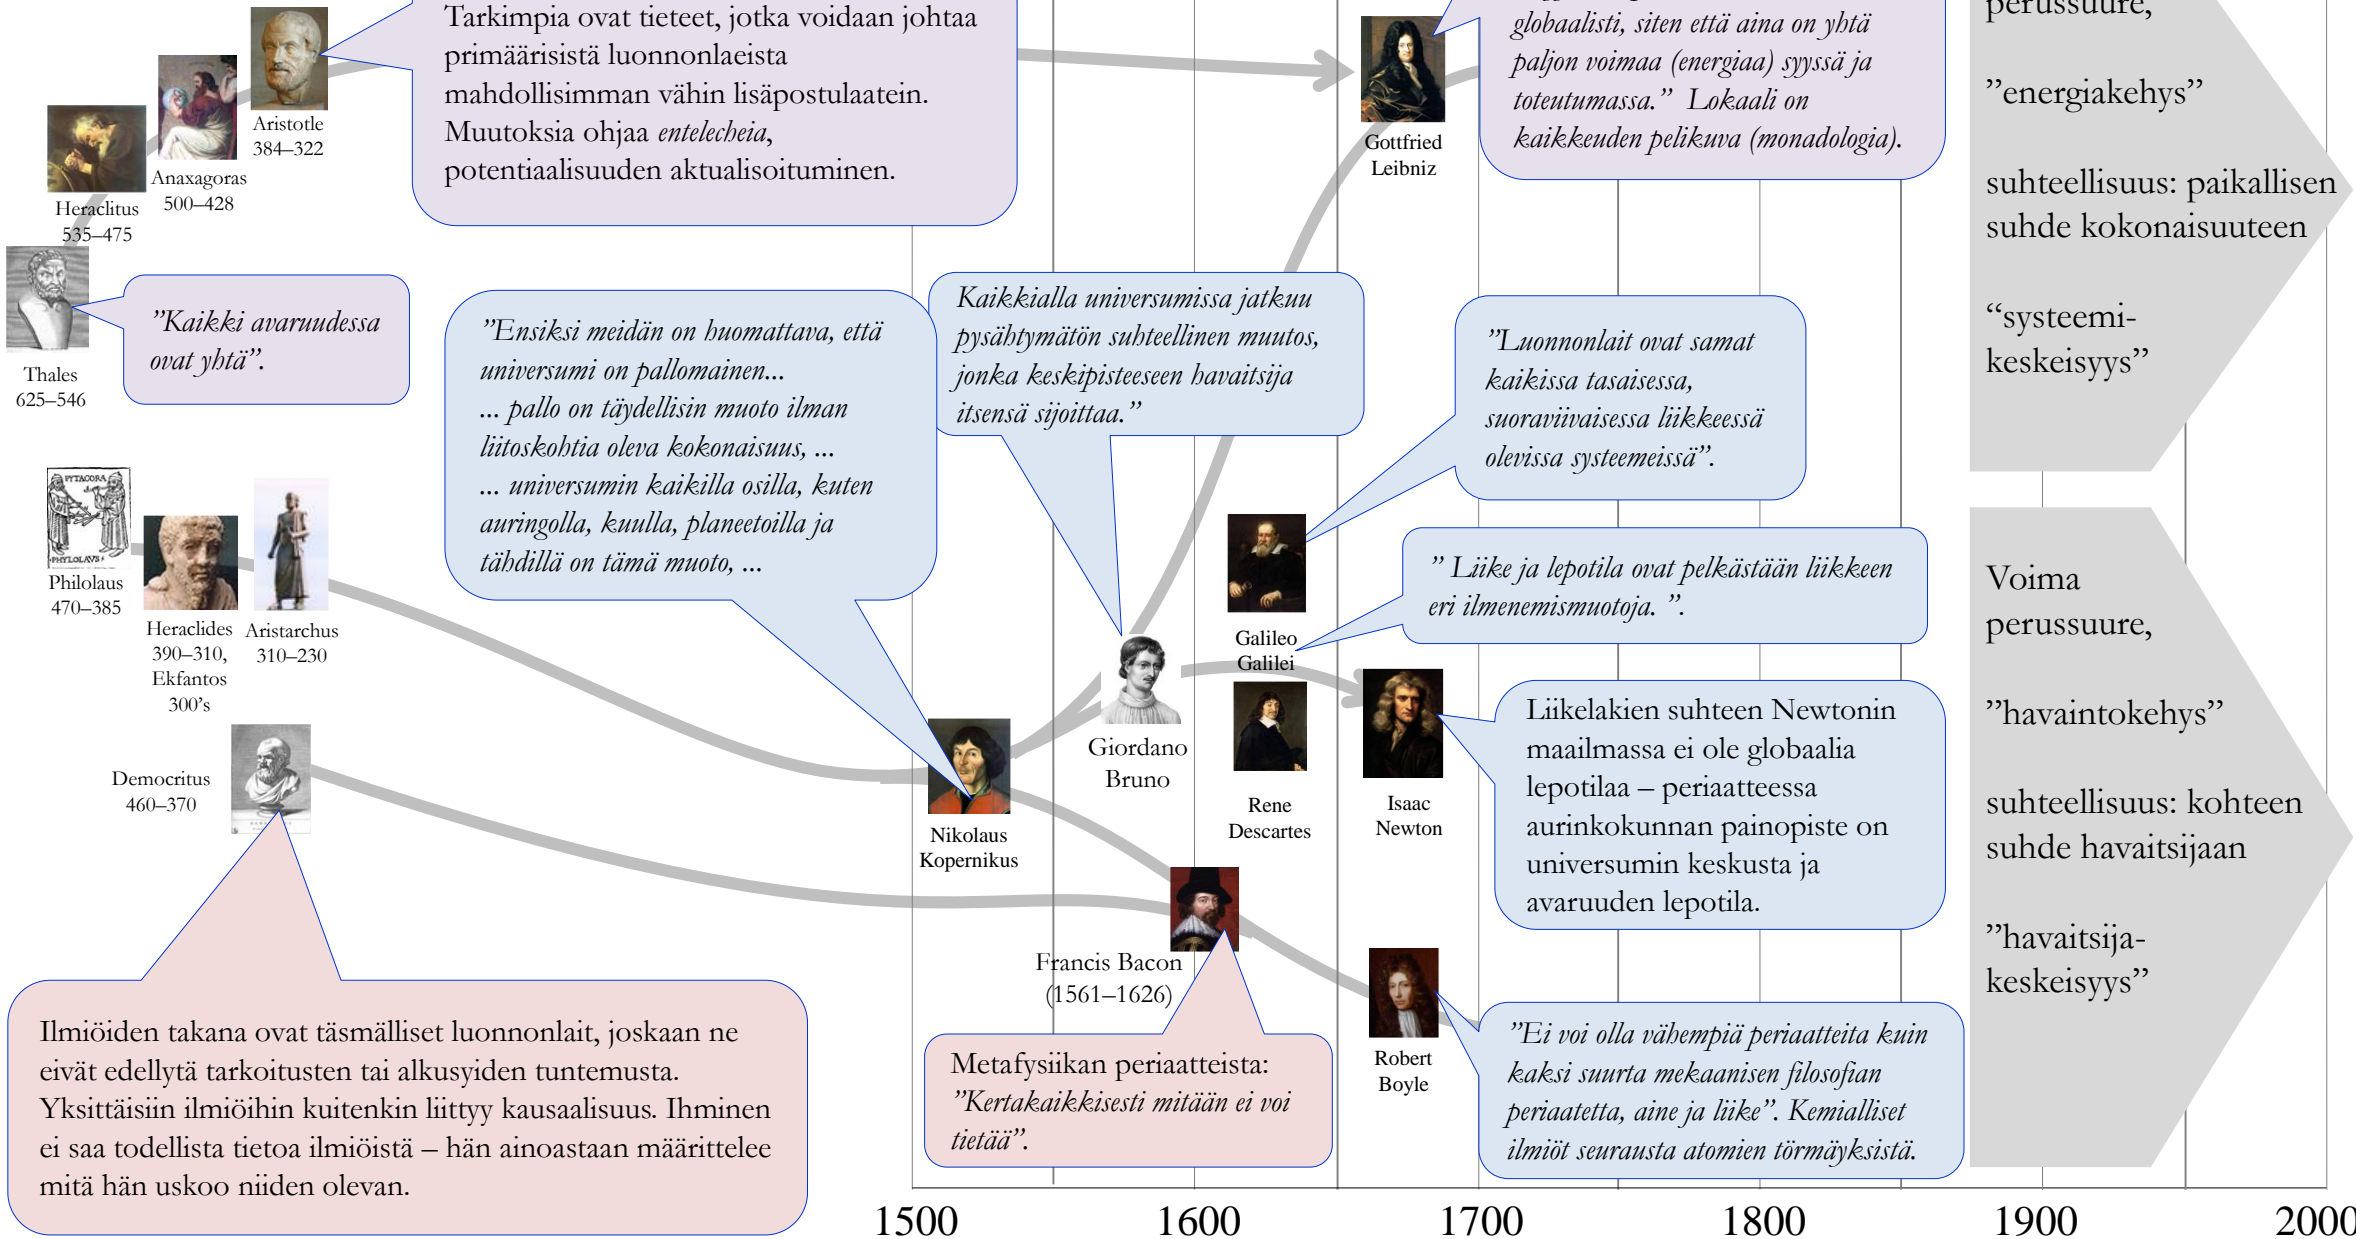 Tarkimpia ovat tieteet, jotka voidaan johtaa
primäärisistä luonnonlaeista
mahdollisimman vähin lisäpostulaatein.
Muutoksia ohjaa entelecheia,
potentiaalisuuden aktualisoituminen.
Aristotle
384–322
Anaxagoras
500–428
Heraclitus
535–475
Thales
625–546
”Kaikki avaruudessa
ovat yhtä”.
Gottfried
Leibniz
globaalisti, siten että aina on yhtä
paljon voimaa (energiaa) syyssä ja
toteutumassa.” Lokaali on
kaikkeuden pelikuva (monadologia).
perussuure,
”energiakehys”
suhteellisuus: paikallisen
suhde kokonaisuuteen
“systeemi-
keskeisyys”
”Ensiksi meidän on huomattava, että
universumi on pallomainen...
... pallo on täydellisin muoto ilman
liitoskohtia oleva kokonaisuus, ...
... universumin kaikilla osilla, kuten
auringolla, kuulla, planeetoilla ja
tähdillä on tämä muoto, ...
Kaikkialla universumissa jatkuu
pysähtymätön suhteellinen muutos,
jonka keskipisteeseen havaitsija
itsensä sijoittaa.”
”Luonnonlait ovat samat
kaikissa tasaisessa,
suoraviivaisessa liikkeessä
olevissa systeemeissä”.
PYTACORA
PHYLOLAVS
Philolaus
470–385
Heraclides
390–310,
Ekfantos
300’s
Aristarchus
310–230
Democritus
460–370
” Liike ja lepotila ovat pelkästään liikkeen
eri ilmenemismuotoja. ”.
Galileo
Galilei
Giordano
Bruno
Rene
Descartes
Isaac
Newton
Nikolaus
Kopernikus
Liikelakien suhteen Newtonin
maailmassa ei ole globaalia
lepotilaa – periaatteessa
aurinkokunnan painopiste on
universumin keskusta ja
avaruuden lepotila.
Voima
perussuure,
”havaintokehys”
suhteellisuus: kohteen
suhde havaitsijaan
”havaitsija-
keskeisyys”
Francis Bacon
(1561–1626)
Robert
Boyle
Ilmiöiden takana ovat täsmälliset luonnonlait, joskaan ne
eivät edellytä tarkoitusten tai alkusyiden tuntemusta.
Yksittäisiin ilmiöihin kuitenkin liittyy kausaalisuus. Ihminen
ei saa todellista tietoa ilmiöistä – hän ainoastaan määrittelee
mitä hän uskoo niiden olevan.
Metafysiikan periaatteista:
”Kertakaikkisesti mitään ei voi
tietää”.
”Ei voi olla vähempiä periaatteita kuin
kaksi suurta mekaanisen filosofian
periaatetta, aine ja liike”. Kemialliset
ilmiöt seurausta atomien törmäyksistä.
1500
1600
1700
1800
1900
2000